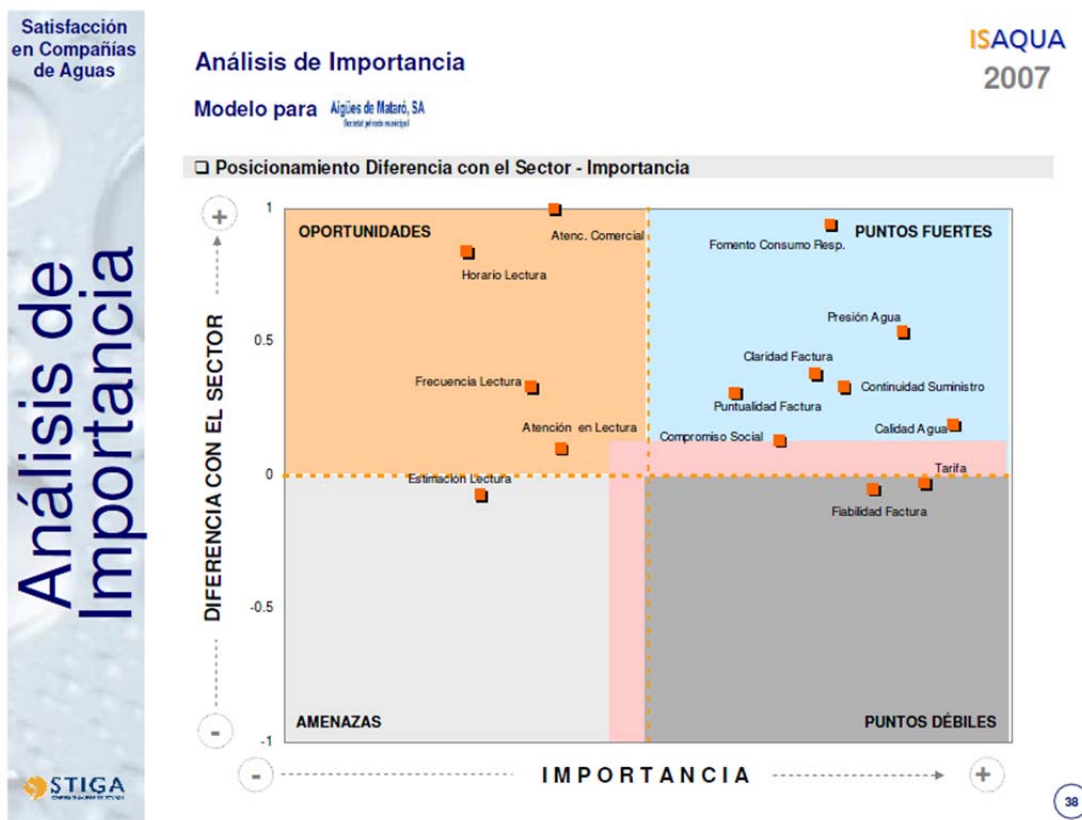 Satisfacción
en Compañías
de Aguas
Análisis de
Importancia
ISAQUA
2007
Análisis de Importancia
Modelo para Aigües de Mataró, SA
Societat privada municipal
❑ Posicionamiento Diferencia con el Sector - Importancia
DIFERENCIA CON EL SECTOR
+
-
1
0.5
0
-0.5
-1
OPORTUNIDADES
PUNTOS FUERTES
Atenc. Comercial
Fomento Consumo Resp.
Horario Lectura
Presión Agua
Claridad Factura
Frecuencia Lectura
Continuidad Suministro
Puntualidad Factura
Atención en Lectura
Compromiso Social
Calidad Agua
Tarifa
Estimación Lectura
Fiabilidad Factura
AMENAZAS
PUNTOS DÉBILES
-
IMPORTANCIA
+
STIGA
38